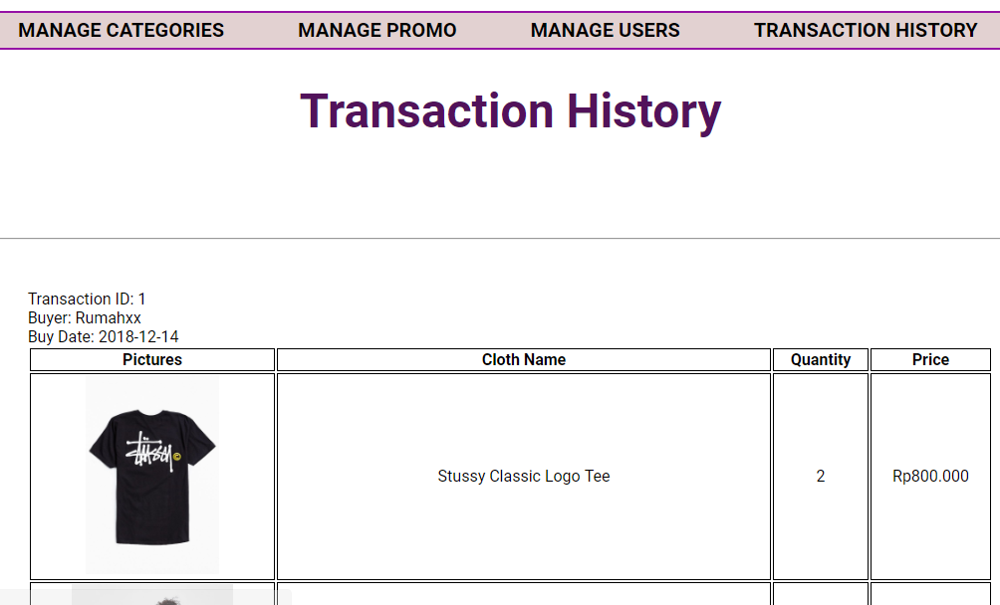 MANAGE CATEGORIES MANAGE PROMO MANAGE USERS TRANSACTION HISTORY
Transaction History
Transaction ID: 1
Buyer: Rumahxx
Buy Date: 2018-12-14
Pictures Cloth Name Quantity Price
Stüssy ©
Stussy Classic Logo Tee 2 Rp800.000